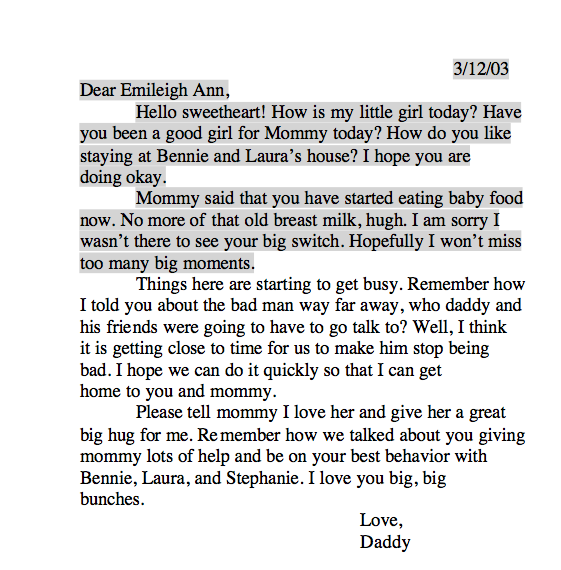 3/12/03
Dear Emileigh Ann,
Hello sweetheart! How is my little girl today? Have
you been a good girl for Mommy today? How do you like
staying at Bennie and Laura’s house? I hope you are
doing okay.
Mommy said that you have started eating baby food
now. No more of that old breast milk, hugh. I am sorry I
wasn’t there to see your big switch. Hopefully I won’t miss
too many big moments.
Things here are starting to get busy. Remember how
I told you about the bad man way far away, who daddy and
his friends were going to have to go talk to? Well, I think
it is getting close to time for us to make him stop being
bad. I hope we can do it quickly so that I can get
home to you and mommy.
Please tell mommy I love her and give her a great
big hug for me. Remember how we talked about you giving
mommy lots of help and be on your best behavior with
Bennie, Laura, and Stephanie. I love you big, big
bunches.
Love,
Daddy